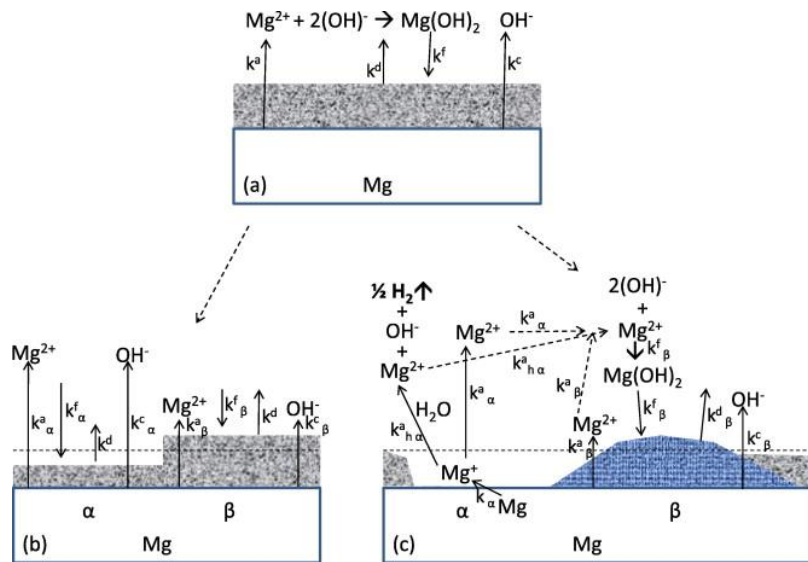 Mg²⁺ + 2(OH)⁻ → Mg(OH)₂ OH⁻
kᵃ kᵈ kᶠ kᶜ
Mg
(a)
Mg²⁺ OH⁻
kᵃα kᶠα kᵈ kᶜα
Mg²⁺ kᶠβ kᵈ OH⁻
kᵃβ kᶜβ
α β
(b) Mg
½ H₂↑
+
OH⁻
+
Mg²⁺
Mg²⁺ kᵃα
kᵃhα
2(OH)⁻
+
Mg²⁺
kᶠβ
Mg(OH)₂
kᵃhα H₂O kᵃα kᵃβ kᶠβ kᵈβ OH⁻
Mg²⁺ kᶜβ
kᵃβ
Mg⁺
kα Mg
α β
(c) Mg